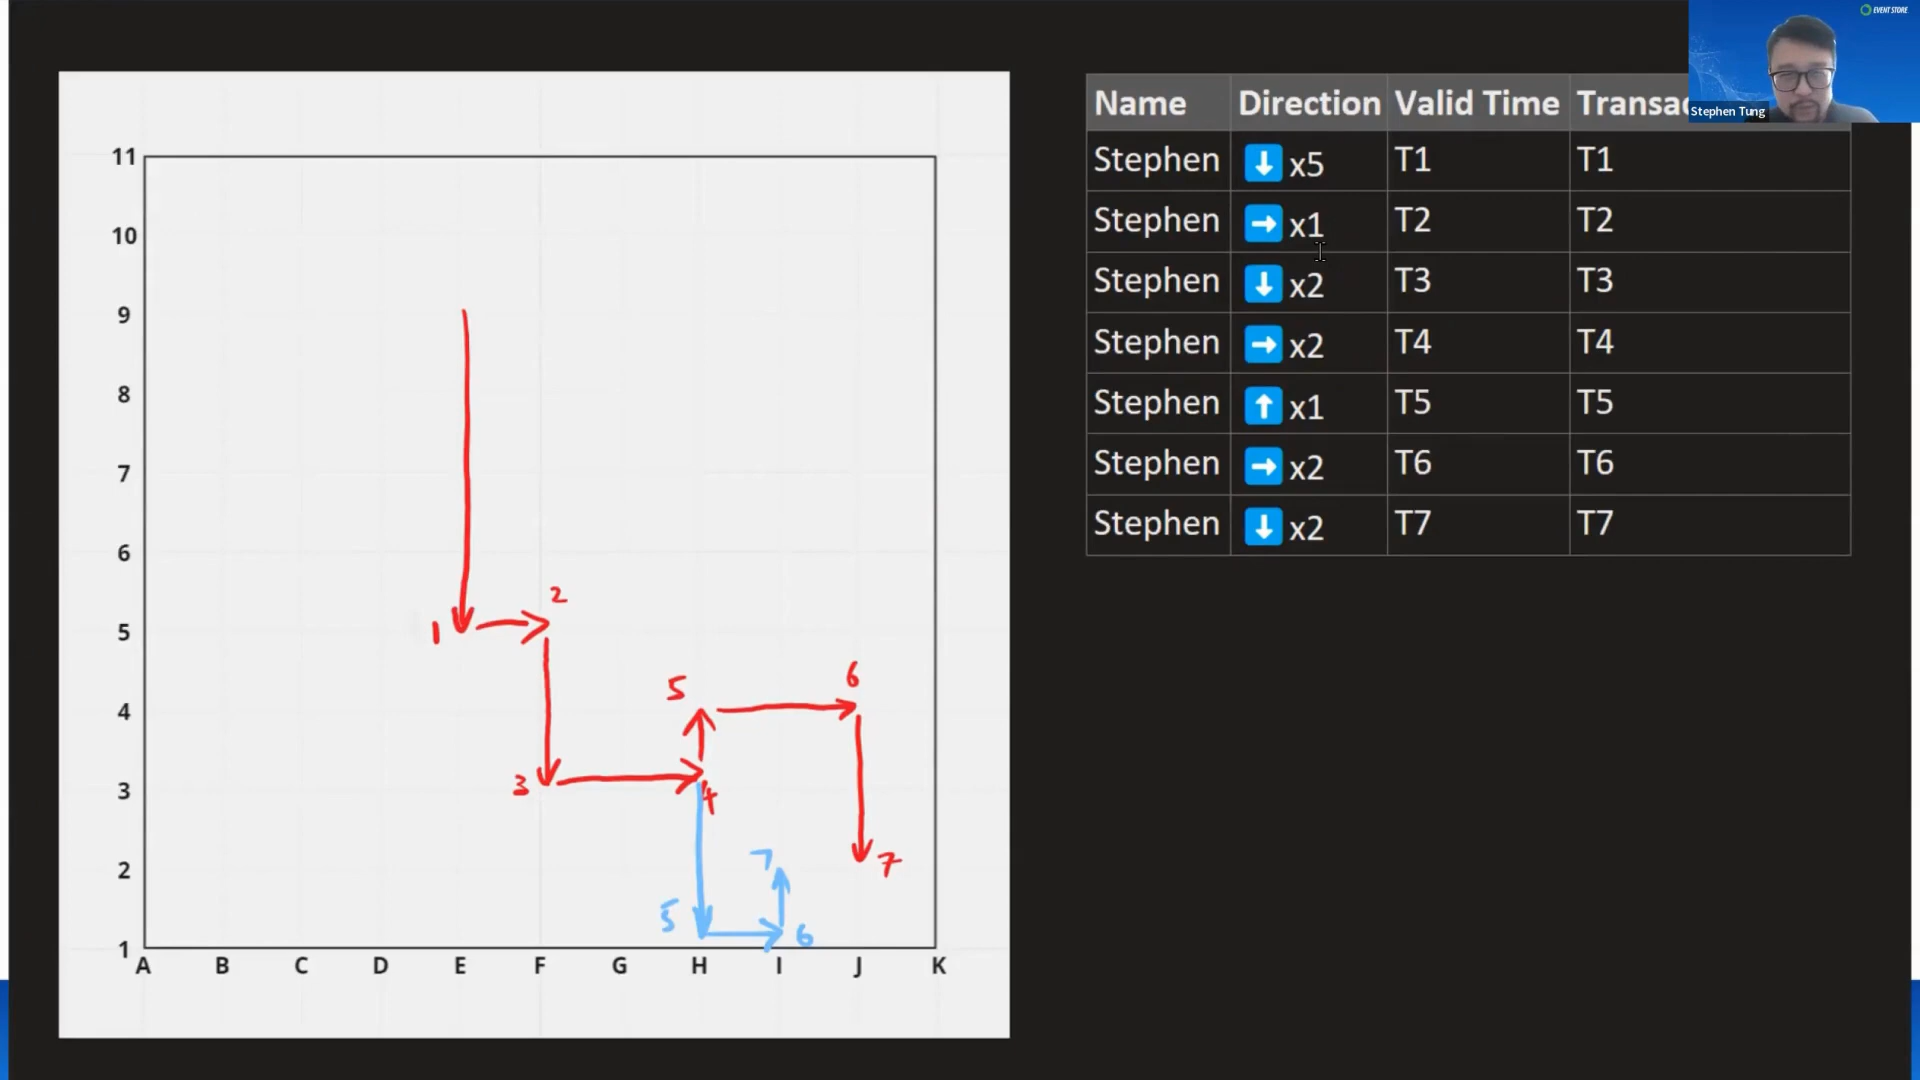 EVENT STORE
Stephen Tung
Name Direction Valid Time Transac
Stephen ⬇ x5 T1 T1
Stephen ➡ x1 T2 T2
Stephen ⬇ x2 T3 T3
Stephen ➡ x2 T4 T4
Stephen ⬆ x1 T5 T5
Stephen ➡ x2 T6 T6
Stephen ⬇ x2 T7 T7
11
10
9
8
7
6
5
4
3
2
1
A B C D E F G H I J K
1
2
3
4
5
6
7
5
6
7